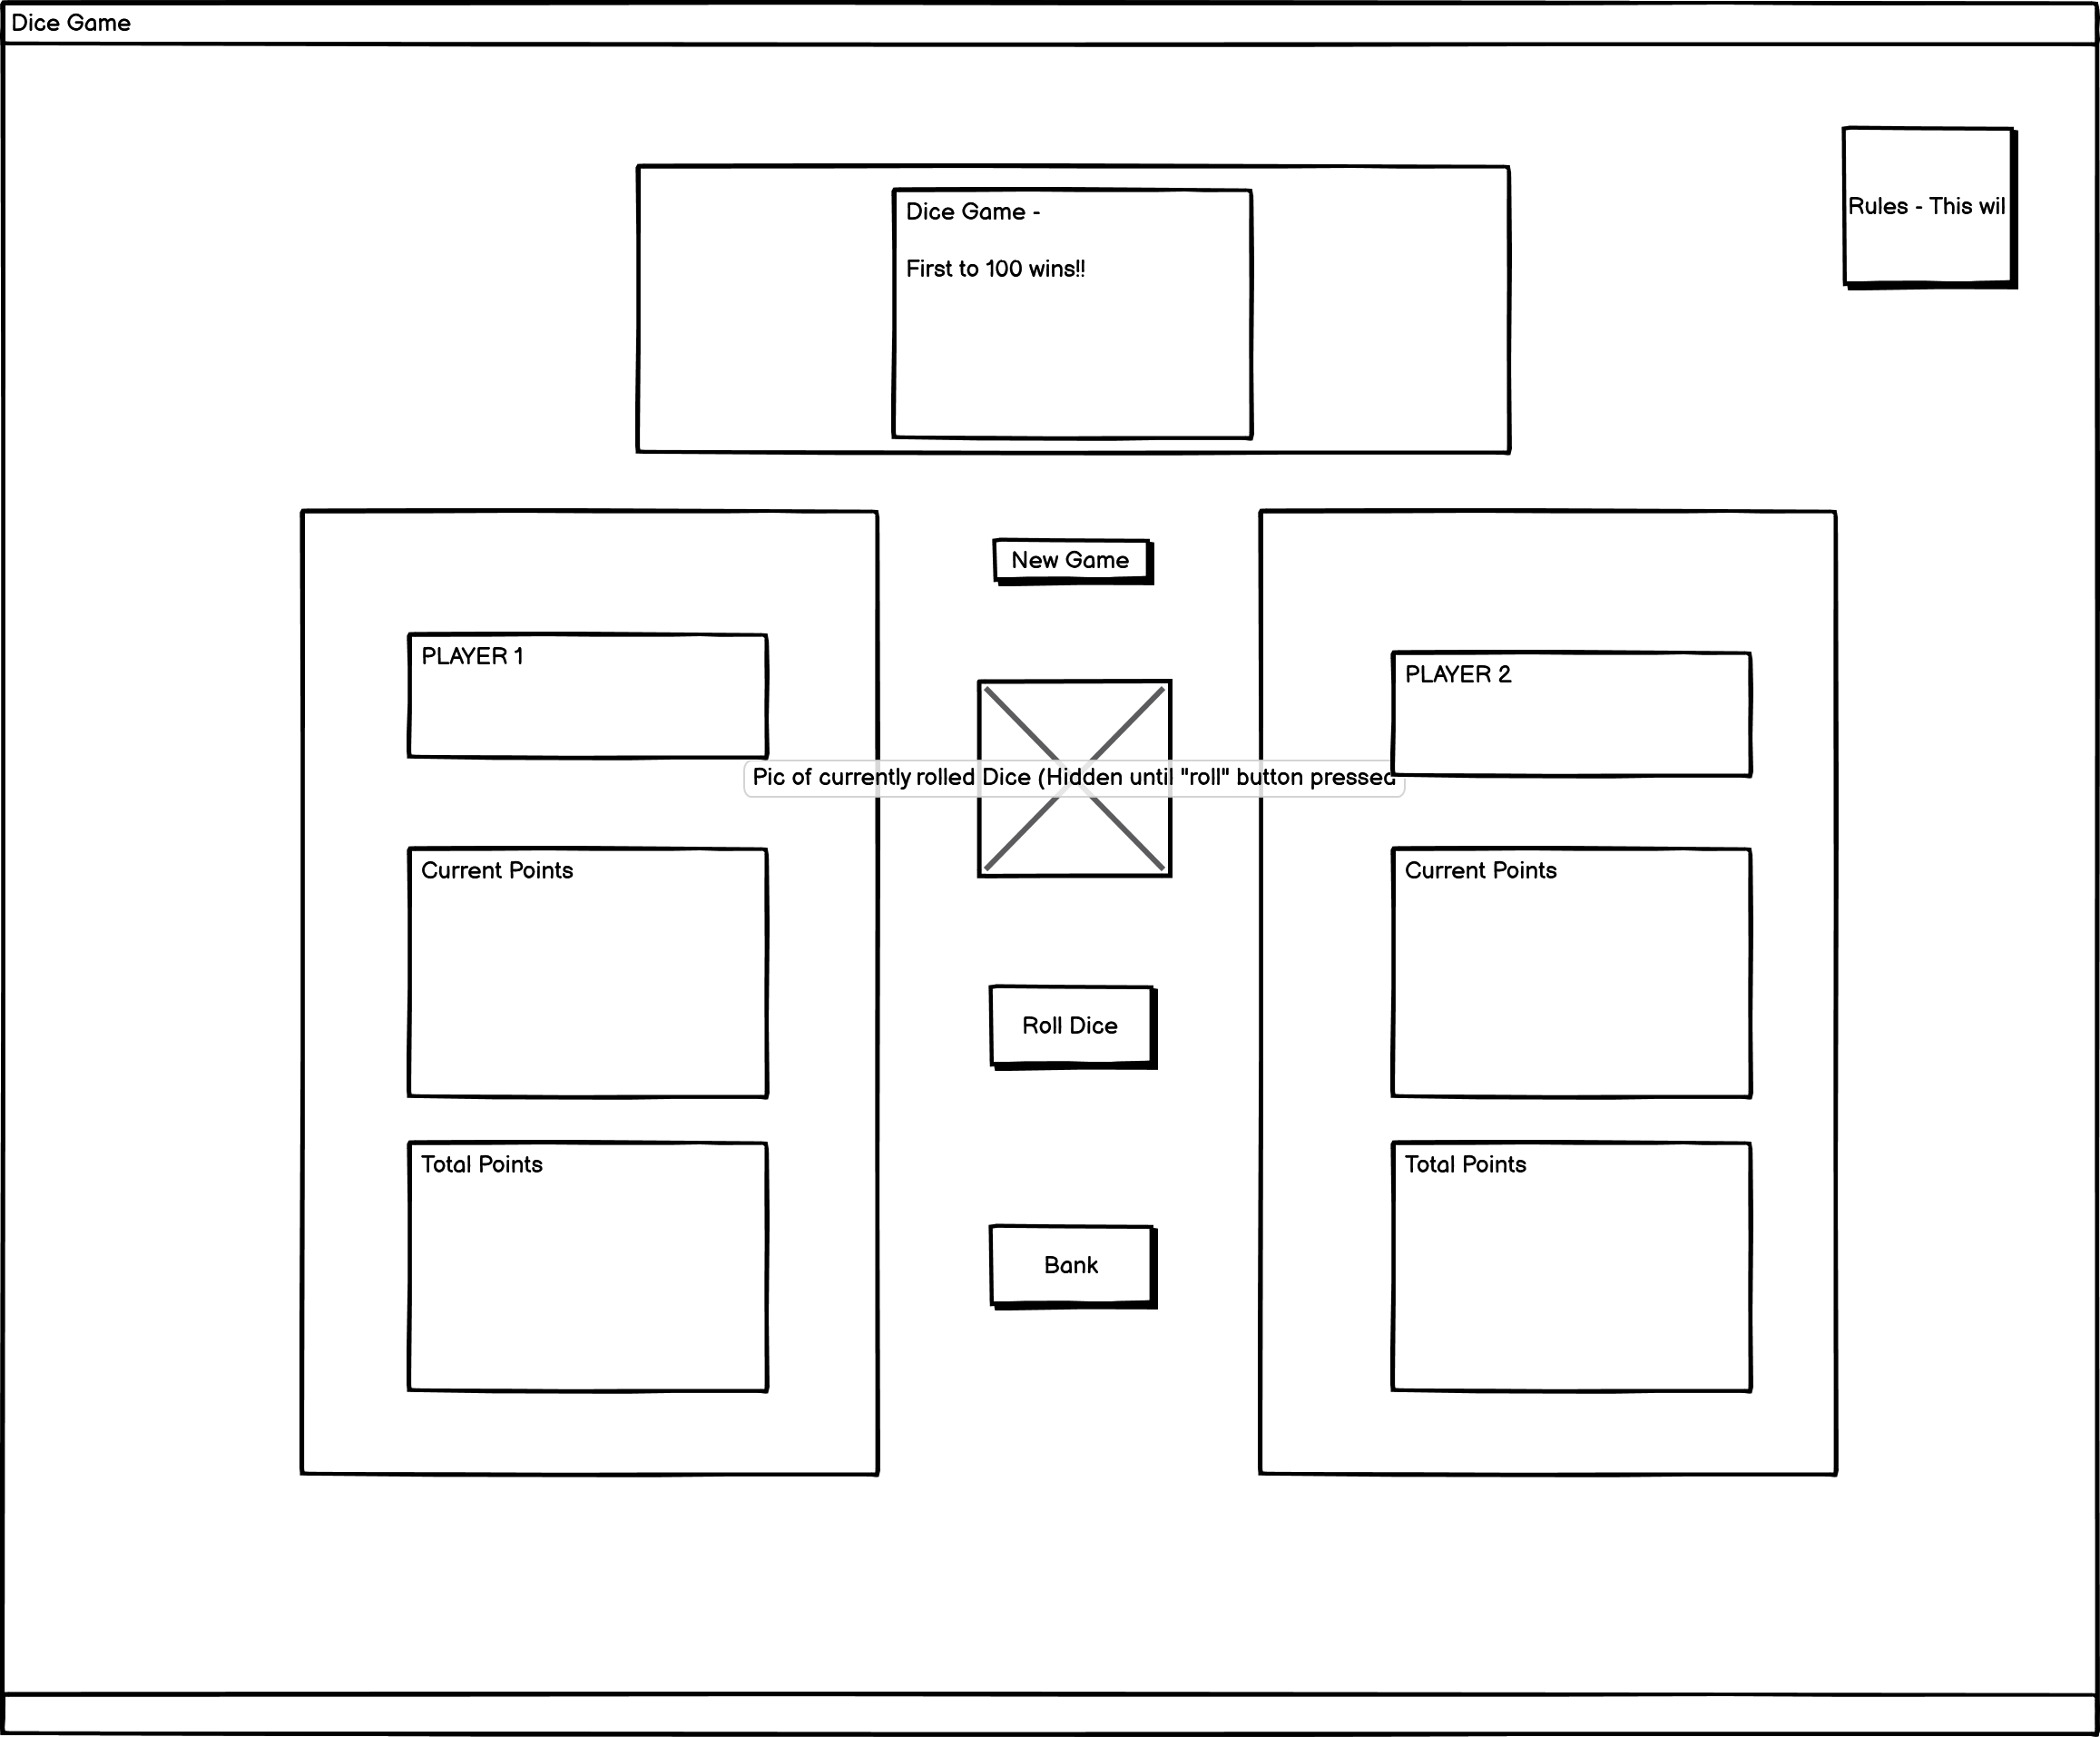 Dice Game
Rules - This wil
Dice Game -
First to 100 wins!!
New Game
PLAYER 1
PLAYER 2
Pic of currently rolled Dice (Hidden until "roll" button pressed
Current Points
Current Points
Roll Dice
Total Points
Total Points
Bank